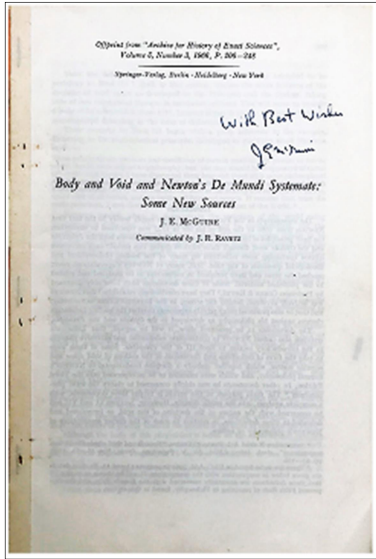 Offprint from "Archive for History of Exact Sciences",
Volume 3, Number 3, 1966, P. 206—248
Springer-Verlag, Berlin · Heidelberg · New York
With Best Wishes
Body and Void and Newton's De Mundi Systemate:
Some New Sources
J. E. McGuire
Communicated by J. R. Ravetz